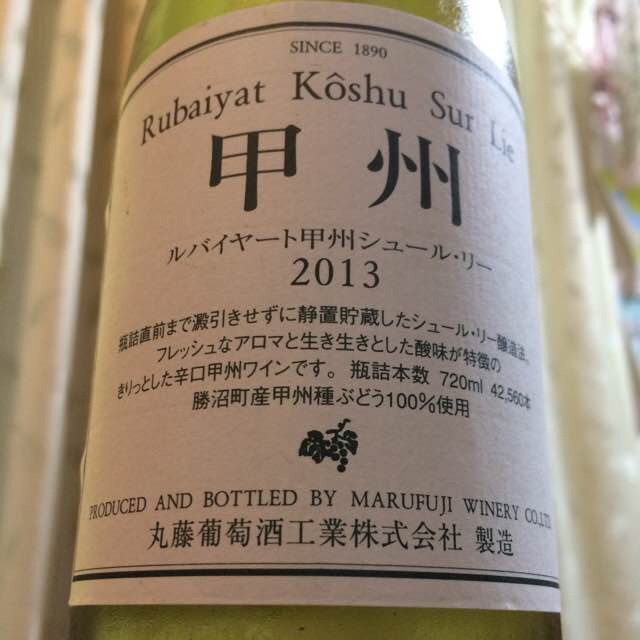 SINCE 1890
Rubaiyat Kôshu Sur Lie
甲州
ルバイヤート甲州シュール・リー
2013
瓶詰直前まで澱引きせずに静置貯蔵したシュール・リー醸造法。
フレッシュなアロマと生き生きとした酸味が特徴の
きりっとした辛口甲州ワインです。瓶詰本数 720ml 42,560本
勝沼町産甲州種ぶどう100%使用
PRODUCED AND BOTTLED BY MARUFUJI WINERY CO.,LTD.
丸藤葡萄酒工業株式会社 製造